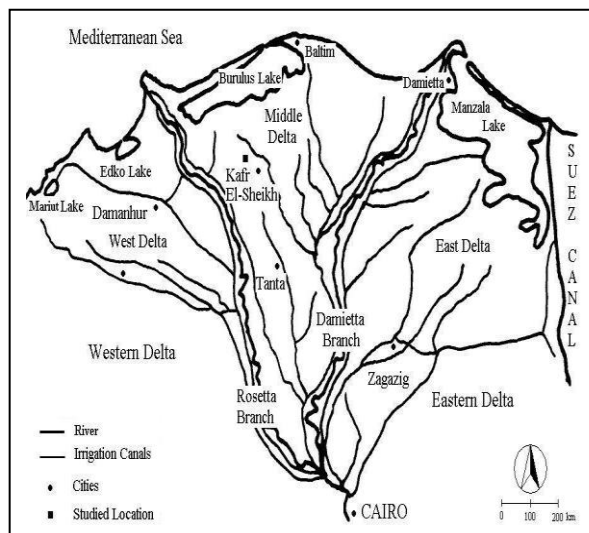 Mediterranean Sea
Baltim
Burulus Lake
Damietta
Manzala
Lake
Middle
Delta
Edko Lake
Kafr
El-Sheikh
Mariut Lake
Damanhur
West Delta
East Delta
SUEZ CANAL
Tanta
Damietta
Branch
Western Delta
Zagazig
Rosetta
Branch
Eastern Delta
River
Irrigation Canals
Cities
Studied Location
CAIRO
0 100 200 km